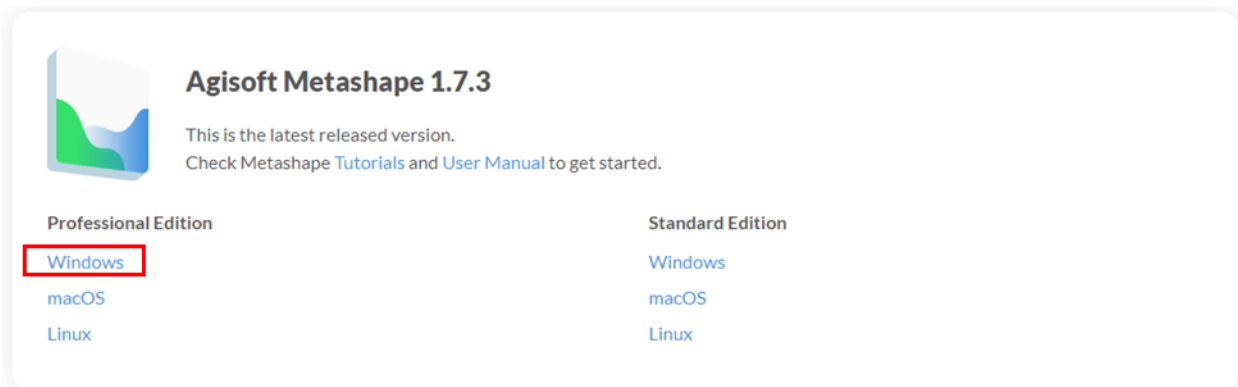 Agisoft Metashape 1.7.3
This is the latest released version.
Check Metashape Tutorials and User Manual to get started.
Professional Edition
Windows
macOS
Linux
Standard Edition
Windows
macOS
Linux